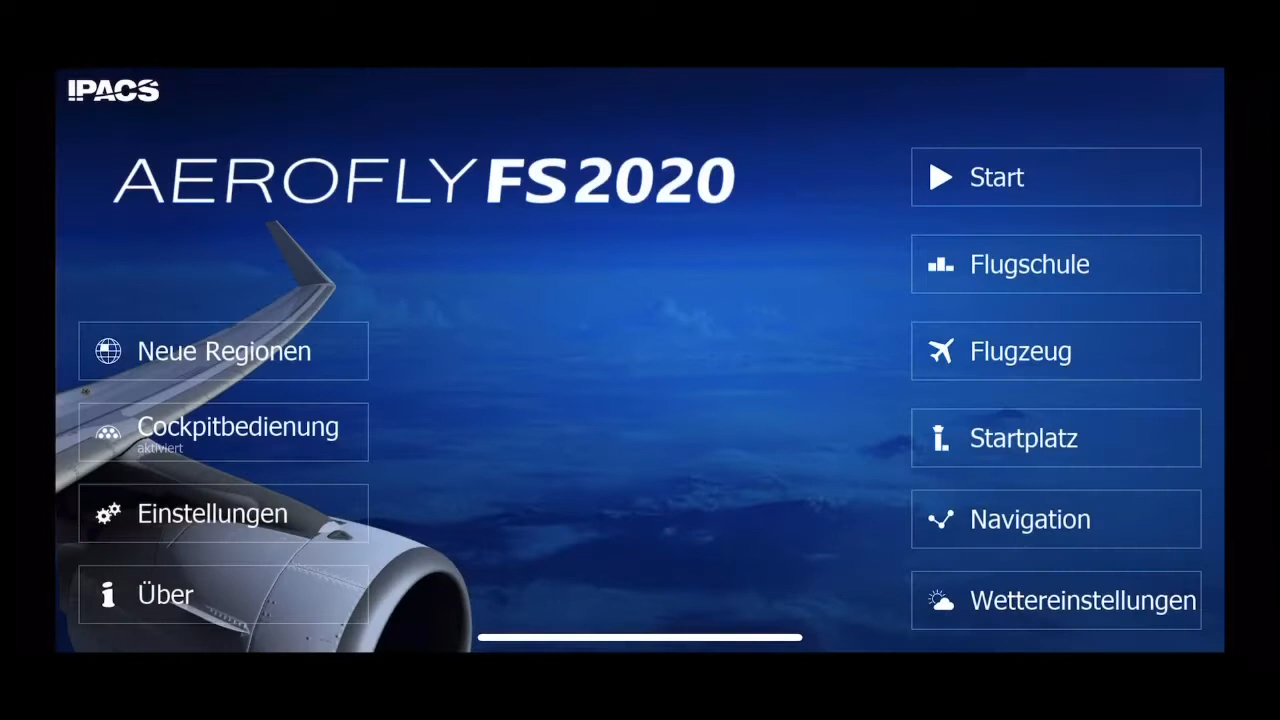 IPACS
AEROFLY FS 2020
Neue Regionen
Cockpitbedienung
aktiviert
Einstellungen
Über
Start
Flugschule
Flugzeug
Startplatz
Navigation
Wettereinstellungen